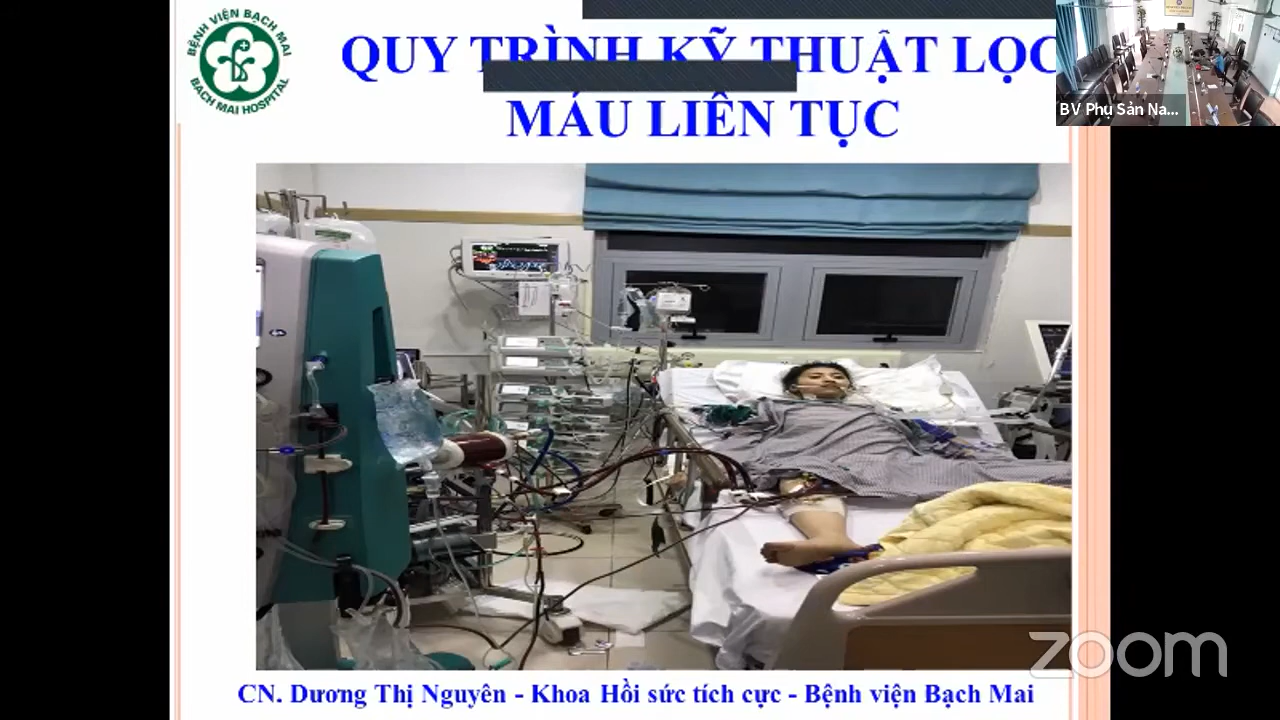 BỆNH VIỆN BẠCH MAI
BACH MAI HOSPITAL
QUY TRÌNH KỸ THUẬT LỌC
MÁU LIÊN TỤC
BV Phụ Sản Na...
zoom
CN. Dương Thị Nguyên - Khoa Hồi sức tích cực - Bệnh viện Bạch Mai